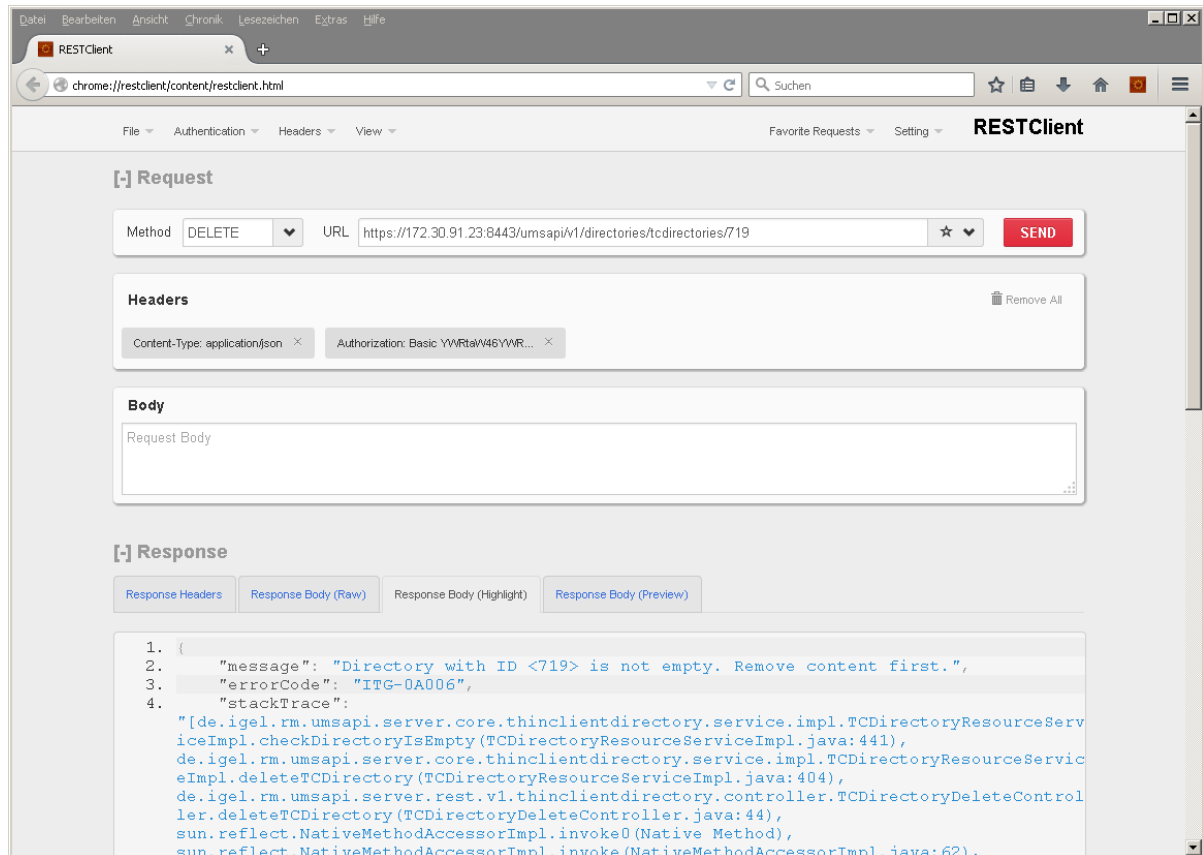 Datei Bearbeiten Ansicht Chronik Lesezeichen Extras Hilfe
RESTClient
chrome://restclient/content/restclient.html
Suchen
File Authentication Headers View Favorite Requests Setting RESTClient
[-] Request
Method DELETE URL https://172.30.91.23:8443/umsapi/v1/directories/tcdirectories/719 SEND
Headers Remove All
Content-Type: application/json Authorization: Basic YWRtaW46YWR...
Body
Request Body
[-] Response
Response Headers Response Body (Raw) Response Body (Highlight) Response Body (Preview)
1. {
2. "message": "Directory with ID <719> is not empty. Remove content first.",
3. "errorCode": "ITG-0A006",
4. "stackTrace":
"[de.igel.rm.umsapi.server.core.thinclientdirectory.service.impl.TCDirectoryResourceServ
iceImpl.checkDirectoryIsEmpty(TCDirectoryResourceServiceImpl.java:441),
de.igel.rm.umsapi.server.core.thinclientdirectory.service.impl.TCDirectoryResourceServic
eImpl.deleteTCDirectory(TCDirectoryResourceServiceImpl.java:404),
de.igel.rm.umsapi.server.rest.v1.thinclientdirectory.controller.TCDirectoryDeleteControl
ler.deleteTCDirectory(TCDirectoryDeleteController.java:44),
sun.reflect.NativeMethodAccessorImpl.invoke0(Native Method),
sun.reflect.NativeMethodAccessorImpl.invoke(NativeMethodAccessorImpl.java:62),